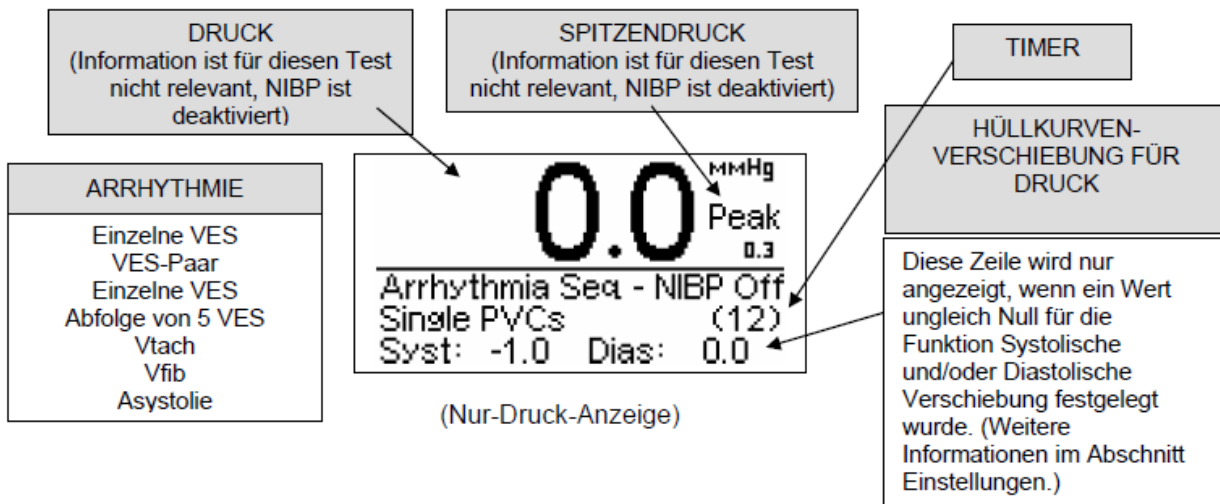 DRUCK
(Information ist für diesen Test
nicht relevant, NIBP ist
deaktiviert)
SPITZENDRUCK
(Information ist für diesen Test
nicht relevant, NIBP ist deaktiviert)
TIMER
HÜLLKURVEN-
VERSCHIEBUNG FÜR
DRUCK
ARRHYTHMIE
Einzelne VES
VES-Paar
Einzelne VES
Abfolge von 5 VES
Vtach
Vfib
Asystolie
0.0
MMHg
Peak
0.3
Arrhythmia Seq - NIBP Off
Single PVCs (12)
Syst: -1.0 Dias: 0.0
(Nur-Druck-Anzeige)
Diese Zeile wird nur
angezeigt, wenn ein Wert
ungleich Null für die
Funktion Systolische
und/oder Diastolische
Verschiebung festgelegt
wurde. (Weitere
Informationen im Abschnitt
Einstellungen.)